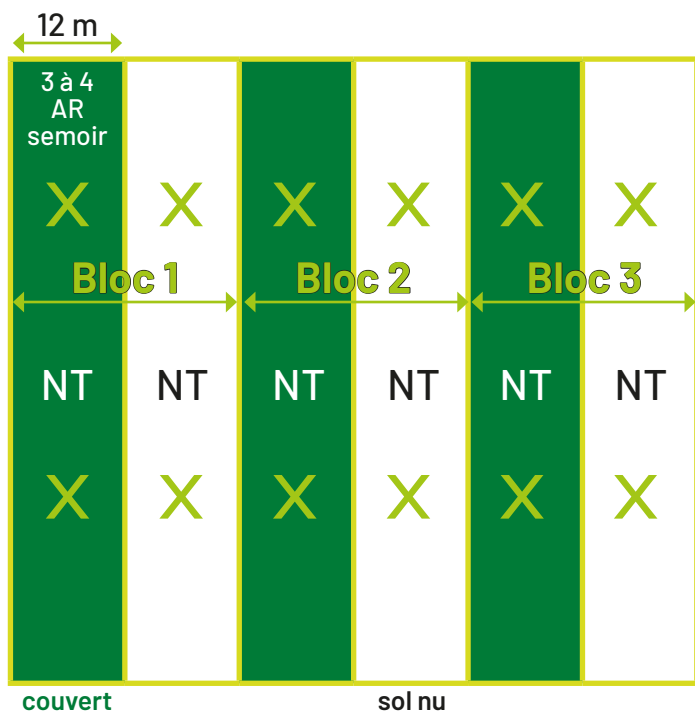 12 m
3 à 4
AR
semoir
X X X X X X
Bloc 1 Bloc 2 Bloc 3
NT NT NT NT NT NT
X X X X X X
couvert sol nu